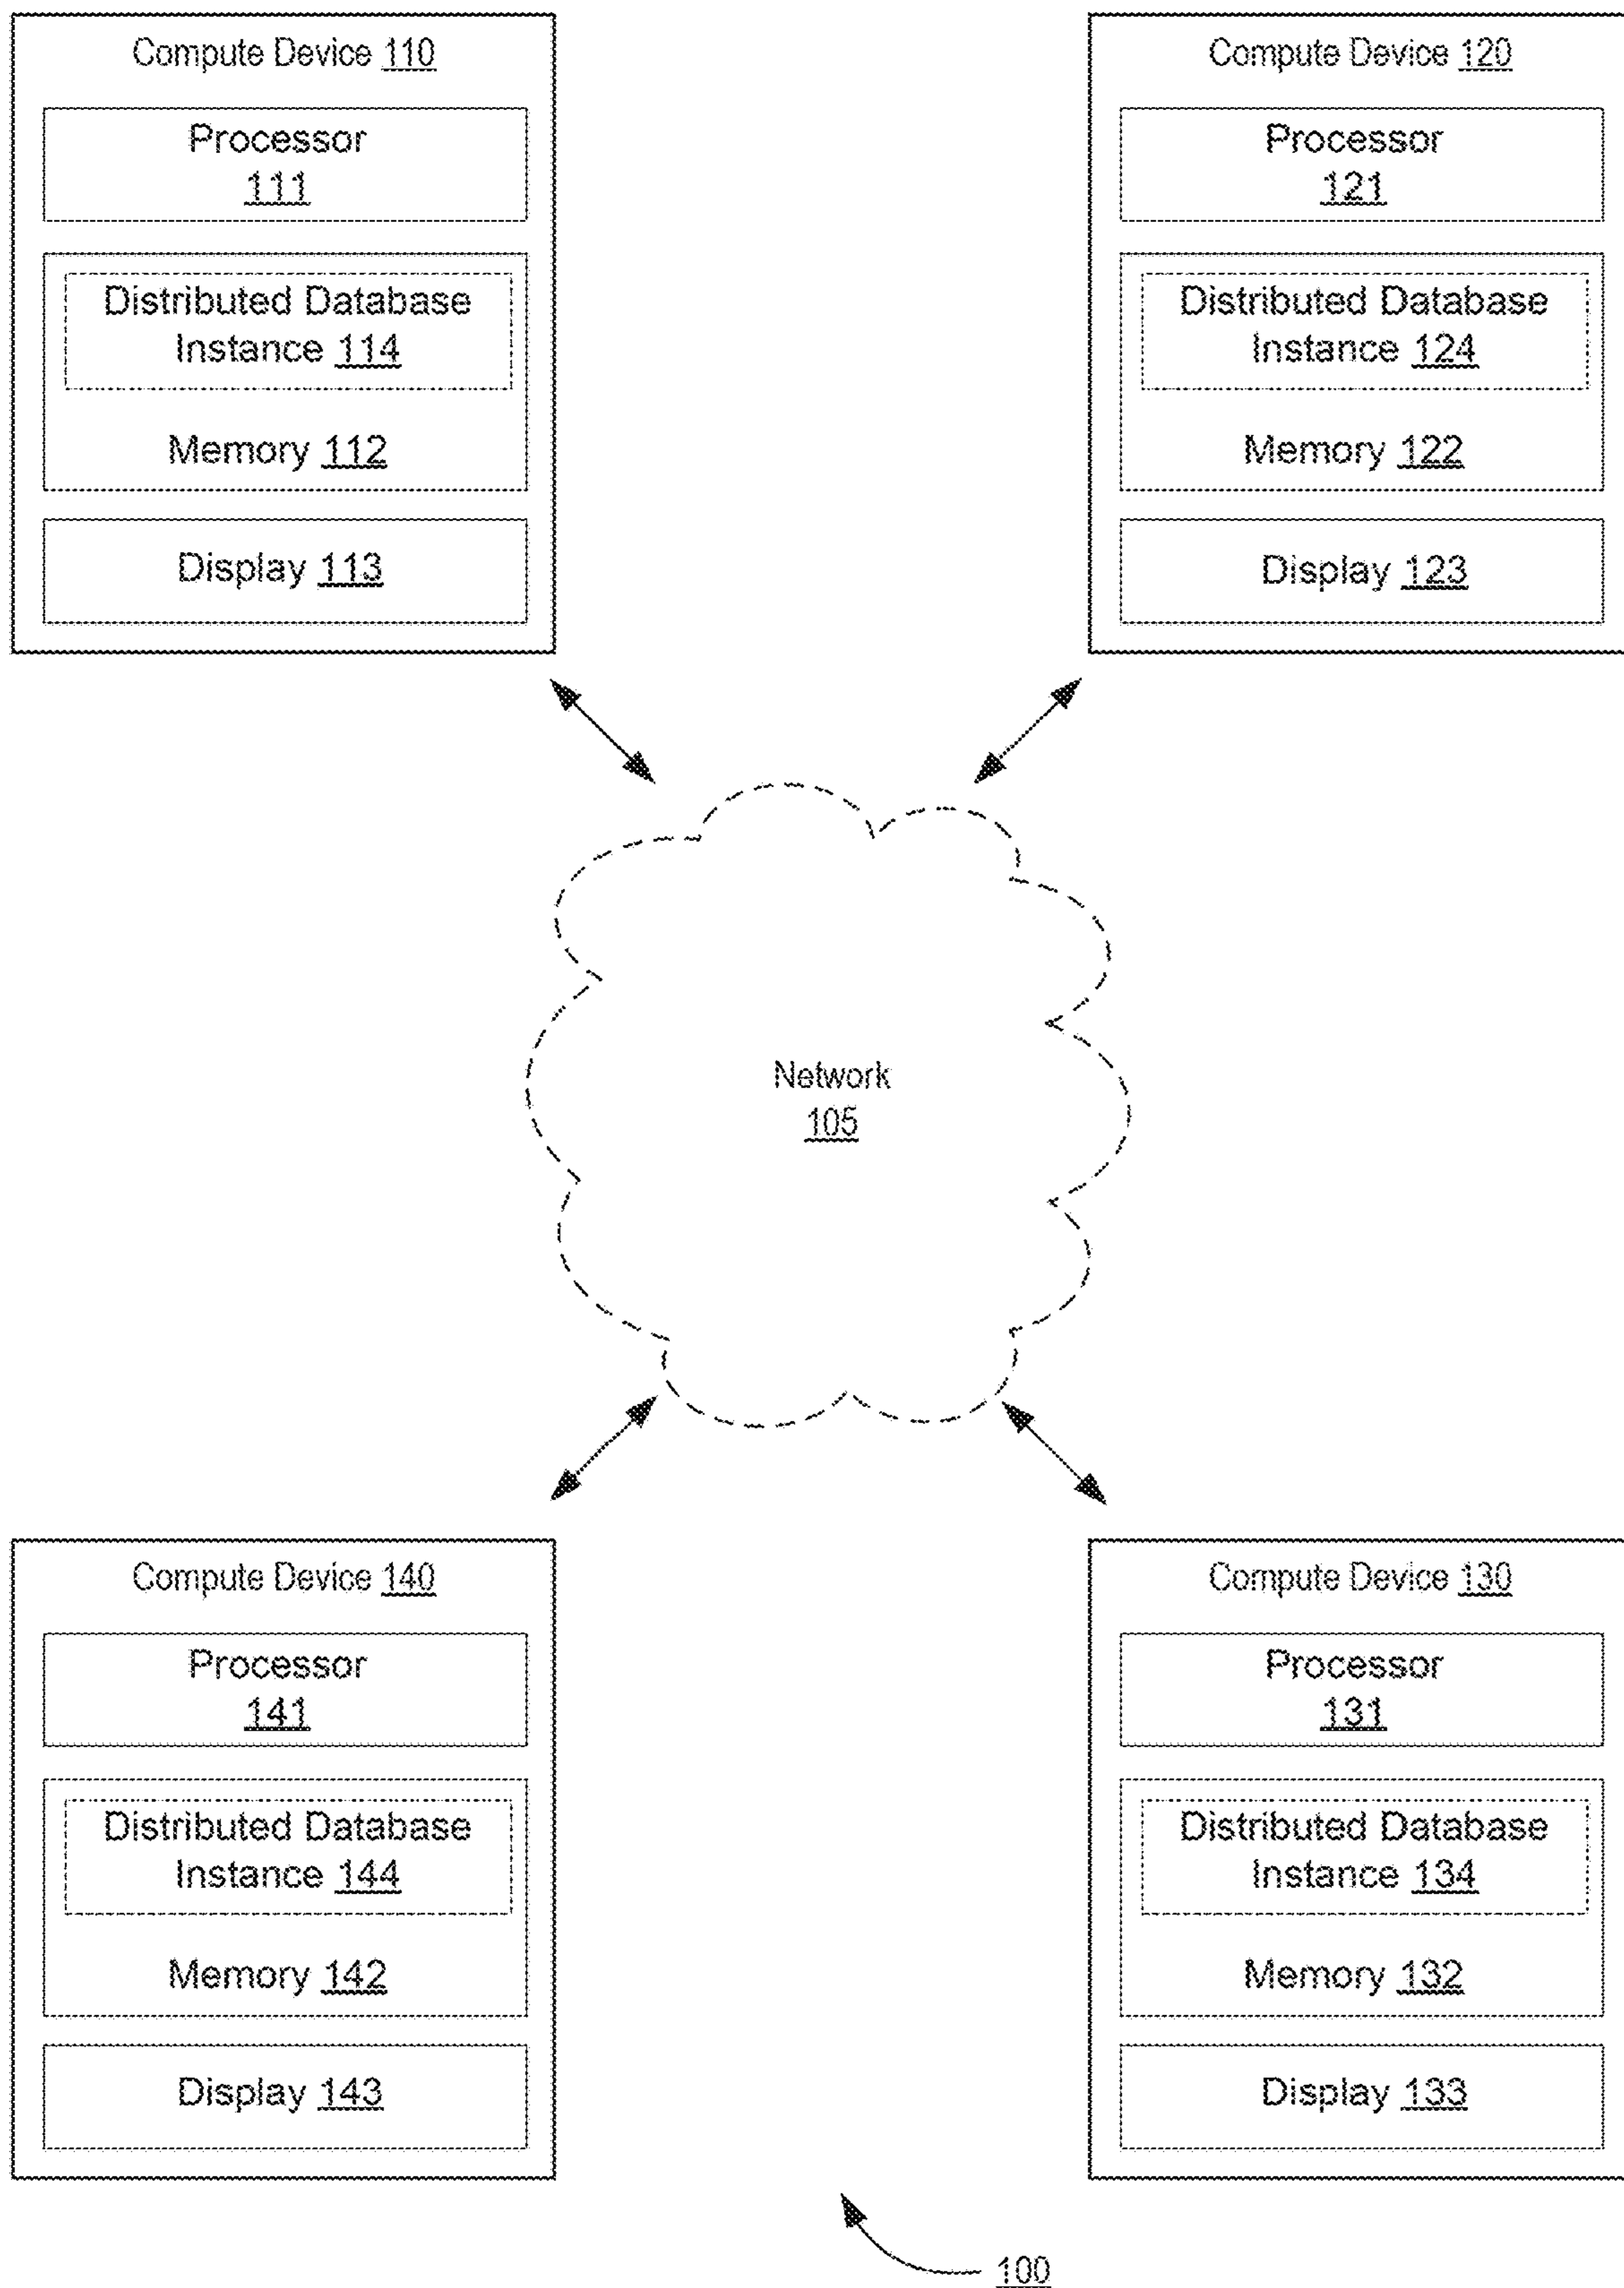 Compute Device 110
Processor
111
Distributed Database
Instance 114
Memory 112
Display 113
Compute Device 120
Processor
121
Distributed Database
Instance 124
Memory 122
Display 123
Network
105
Compute Device 140
Processor
141
Distributed Database
Instance 144
Memory 142
Display 143
Compute Device 130
Processor
131
Distributed Database
Instance 134
Memory 132
Display 133
100